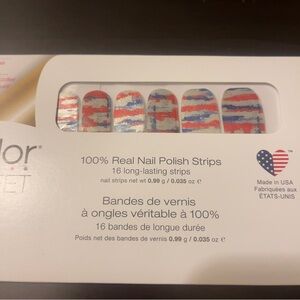 lor
EET
100% Real Nail Polish Strips
16 long-lasting strips
nail strips net wt 0.99 g / 0.035 oz ℮
Bandes de vernis
à ongles véritable à 100%
16 bandes de longue durée
Poids net des bandes de vernis 0.99 g / 0.035 oz ℮
™
Made in USA
Fabriquées aux
ÉTATS-UNIS